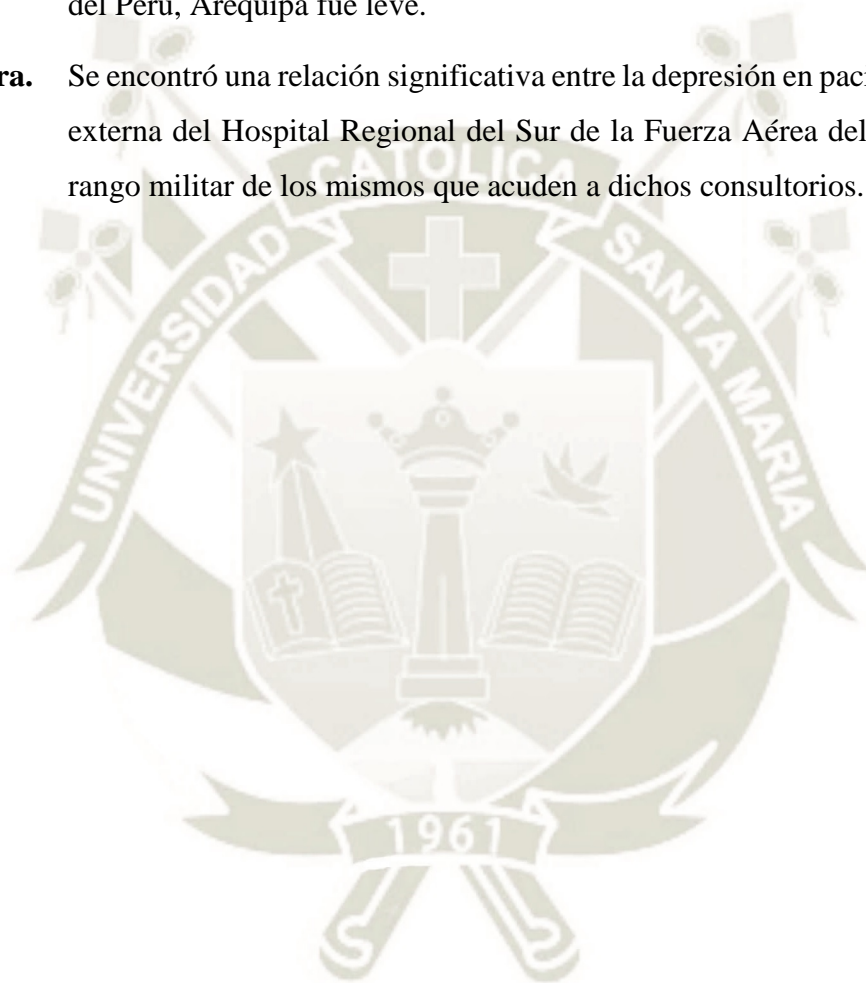 del Perú, Arequipa fue leve.
ra. Se encontró una relación significativa entre la depresión en paci
externa del Hospital Regional del Sur de la Fuerza Aérea del
rango militar de los mismos que acuden a dichos consultorios.
UNIVERSIDAD CATOLICA SANTA MARIA
1961